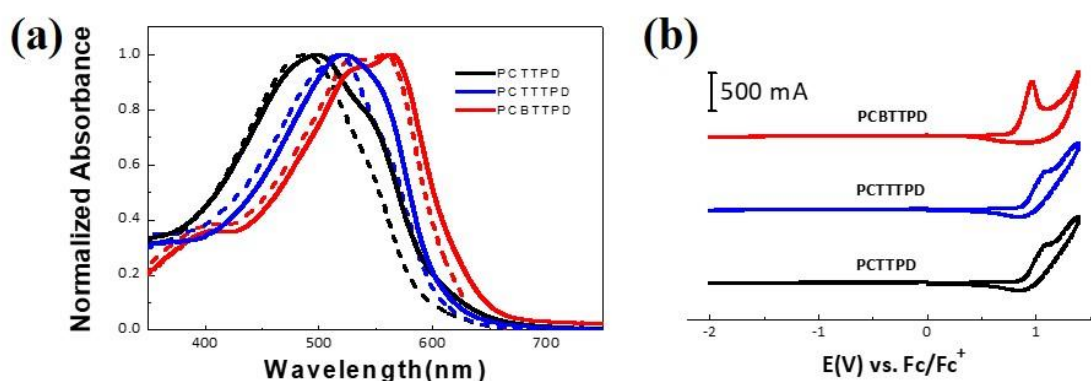 (a)
Normalized Absorbance
1.0
0.8
0.6
0.4
0.2
0.0
PCTTPD
PCTTTPD
PCBTTPD
400
500
600
700
Wavelength(nm)
(b)
500 mA
PCBTTPD
PCTTTPD
PCTTPD
-2
-1
0
1
E(V) vs. Fc/Fc⁺